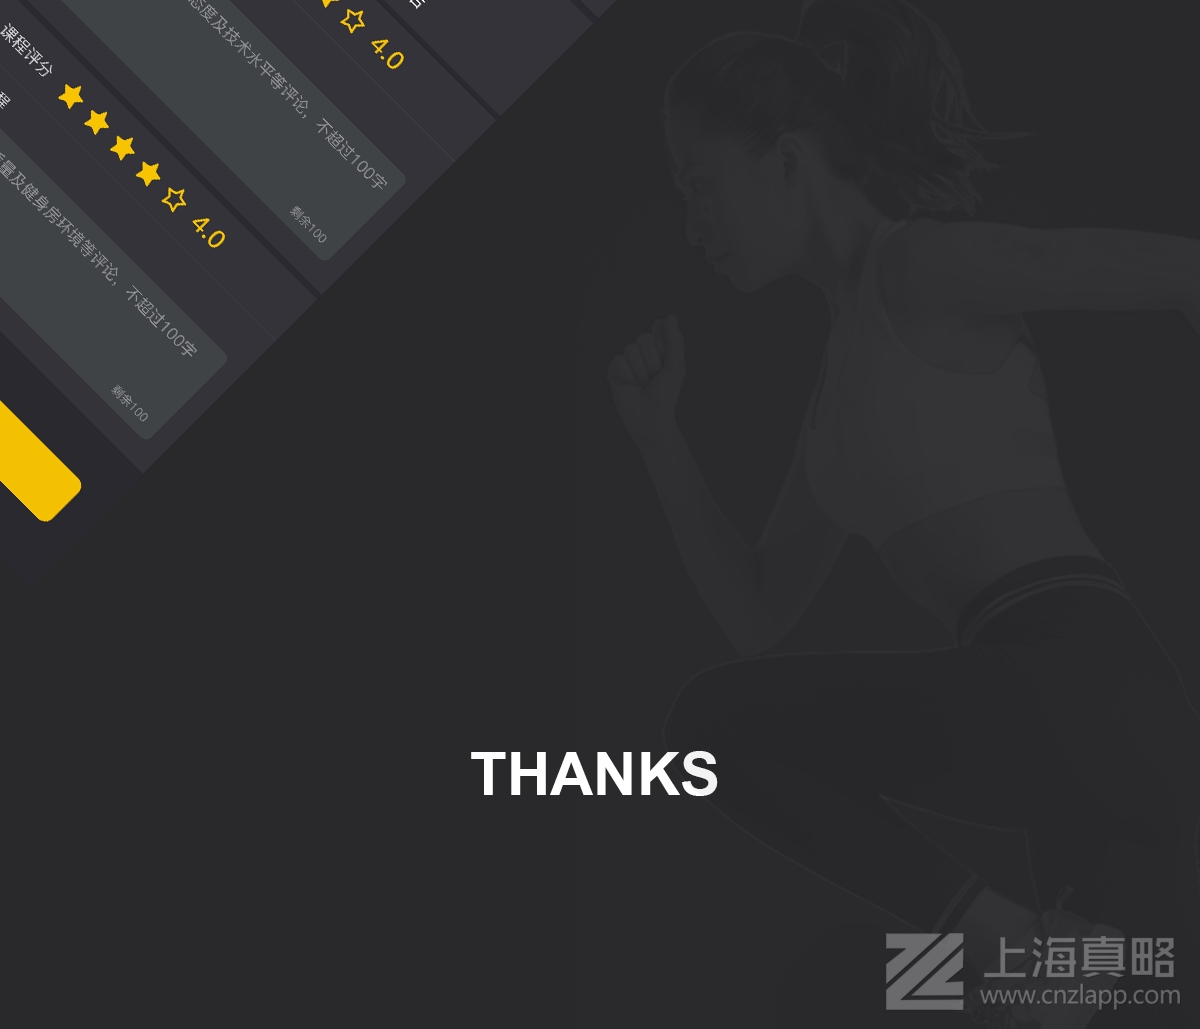 4.0
态度及技术水平等评论，不超过100字
剩余100
课程评分
4.0
程
质量及健身房环境等评论，不超过100字
剩余100
THANKS
上海真略
www.cnzlapp.com